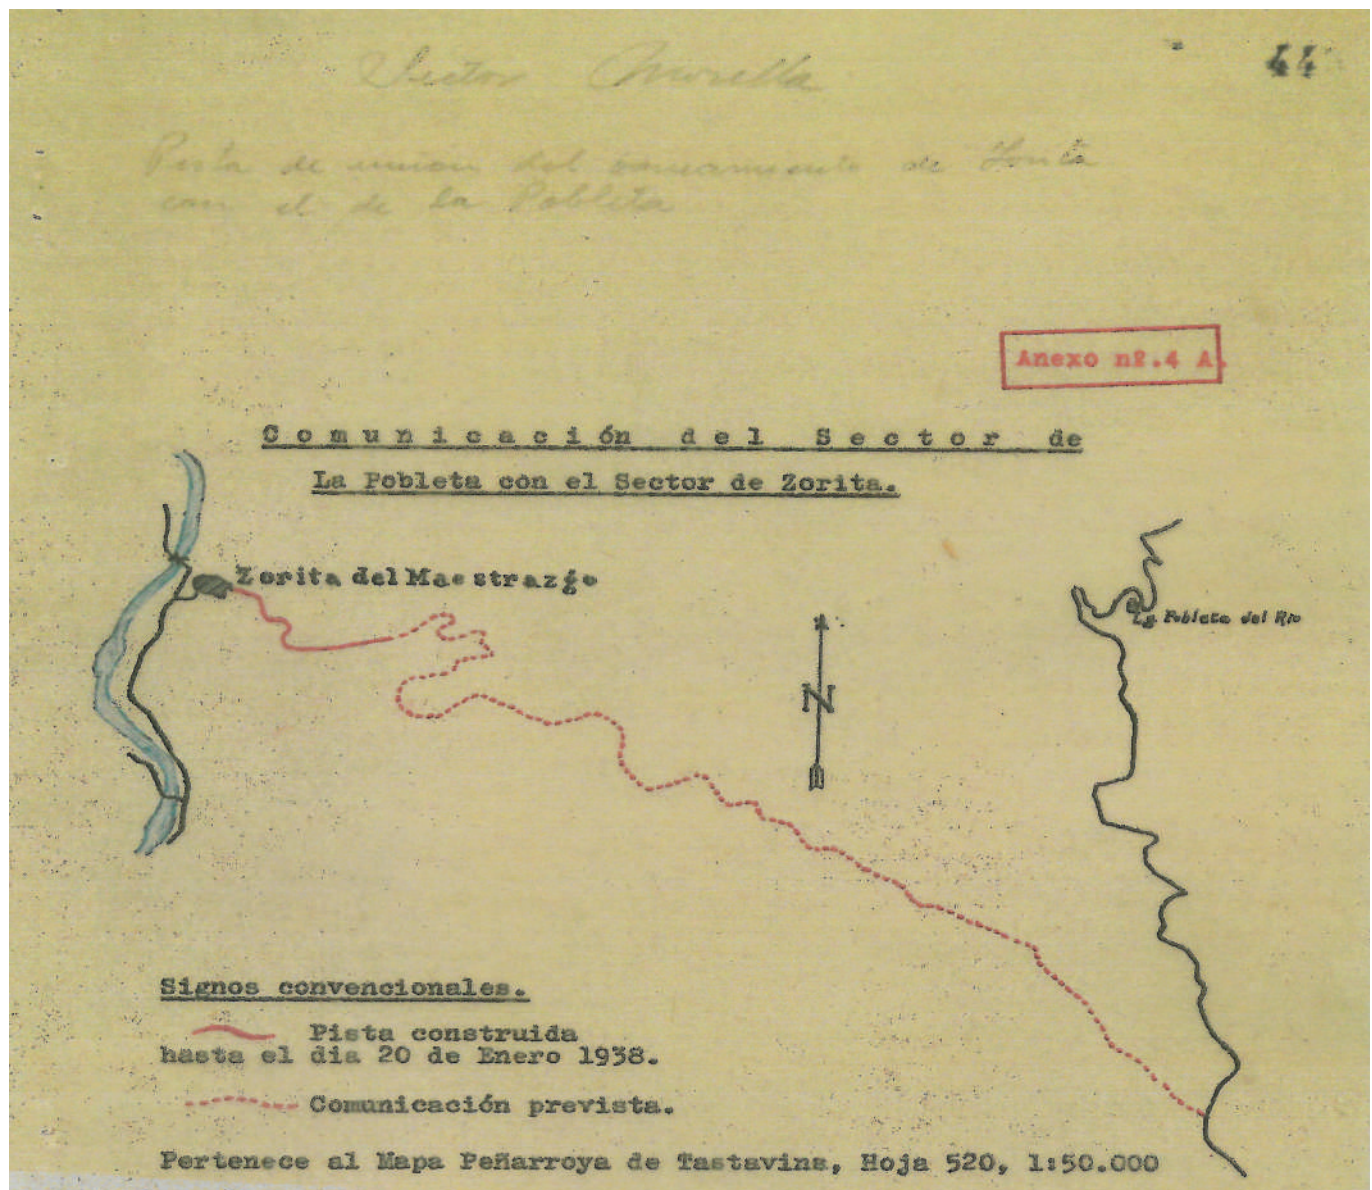 44
Sector Morella
Pista de union del
de Zorita
con el de la Pobleta
Anexo nº.4 A.
Comunicación del Sector de
La Pobleta con el Sector de Zorita.
Zorita del Maestrazgo
La Pobleta del Rio
N
Signos convencionales.
Pista construida
hasta el dia 20 de Enero 1938.
Comunicación prevista.
Pertenece al Mapa Peñarroya de Tastavins, Hoja 520, 1:50.000